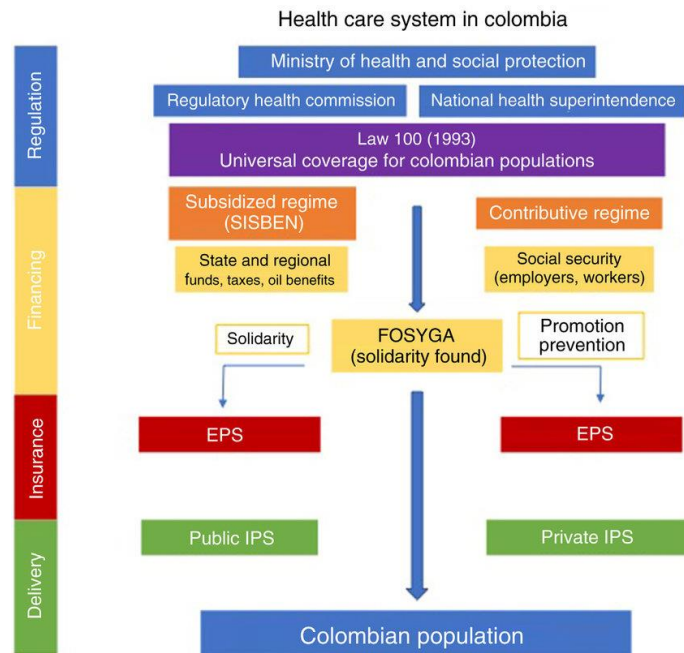 Health care system in colombia
Regulation
Ministry of health and social protection
Regulatory health commission
National health superintendence
Law 100 (1993)
Universal coverage for colombian populations
Financing
Subsidized regime
(SISBEN)
Contributive regime
State and regional
funds, taxes, oil benefits
Social security
(employers, workers)
Solidarity
FOSYGA
(solidarity found)
Promotion
prevention
Insurance
EPS
EPS
Delivery
Public IPS
Private IPS
Colombian population